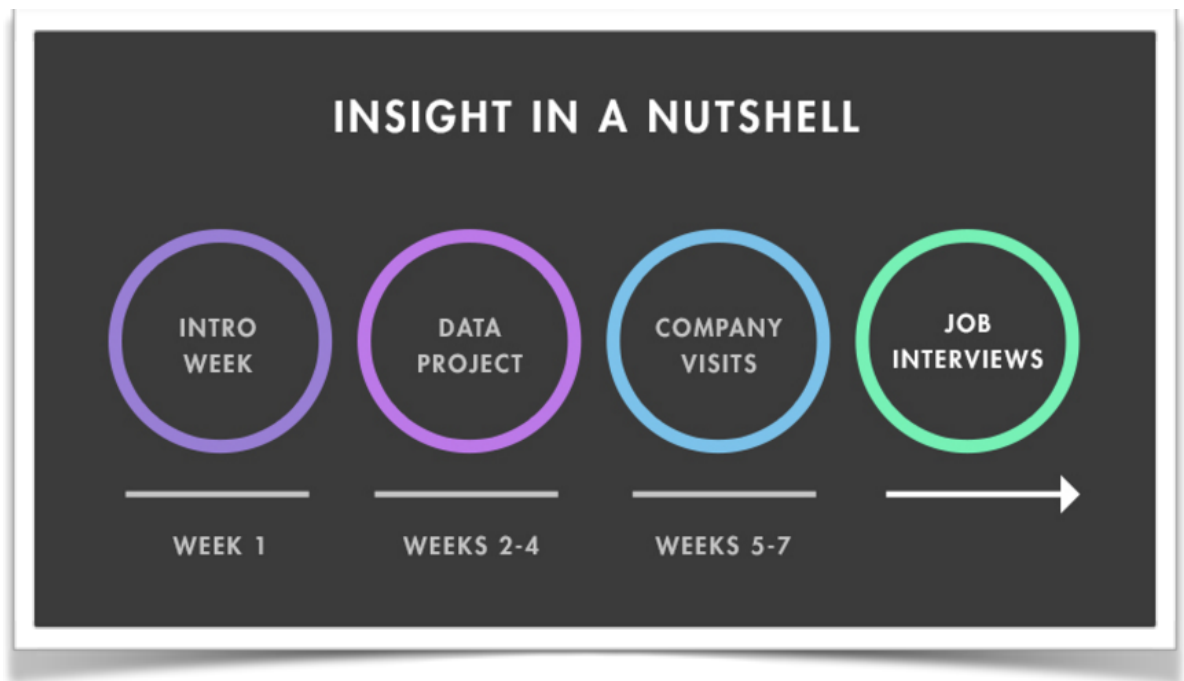 INSIGHT IN A NUTSHELL
INTRO
WEEK
DATA
PROJECT
COMPANY
VISITS
JOB
INTERVIEWS
WEEK 1
WEEKS 2-4
WEEKS 5-7